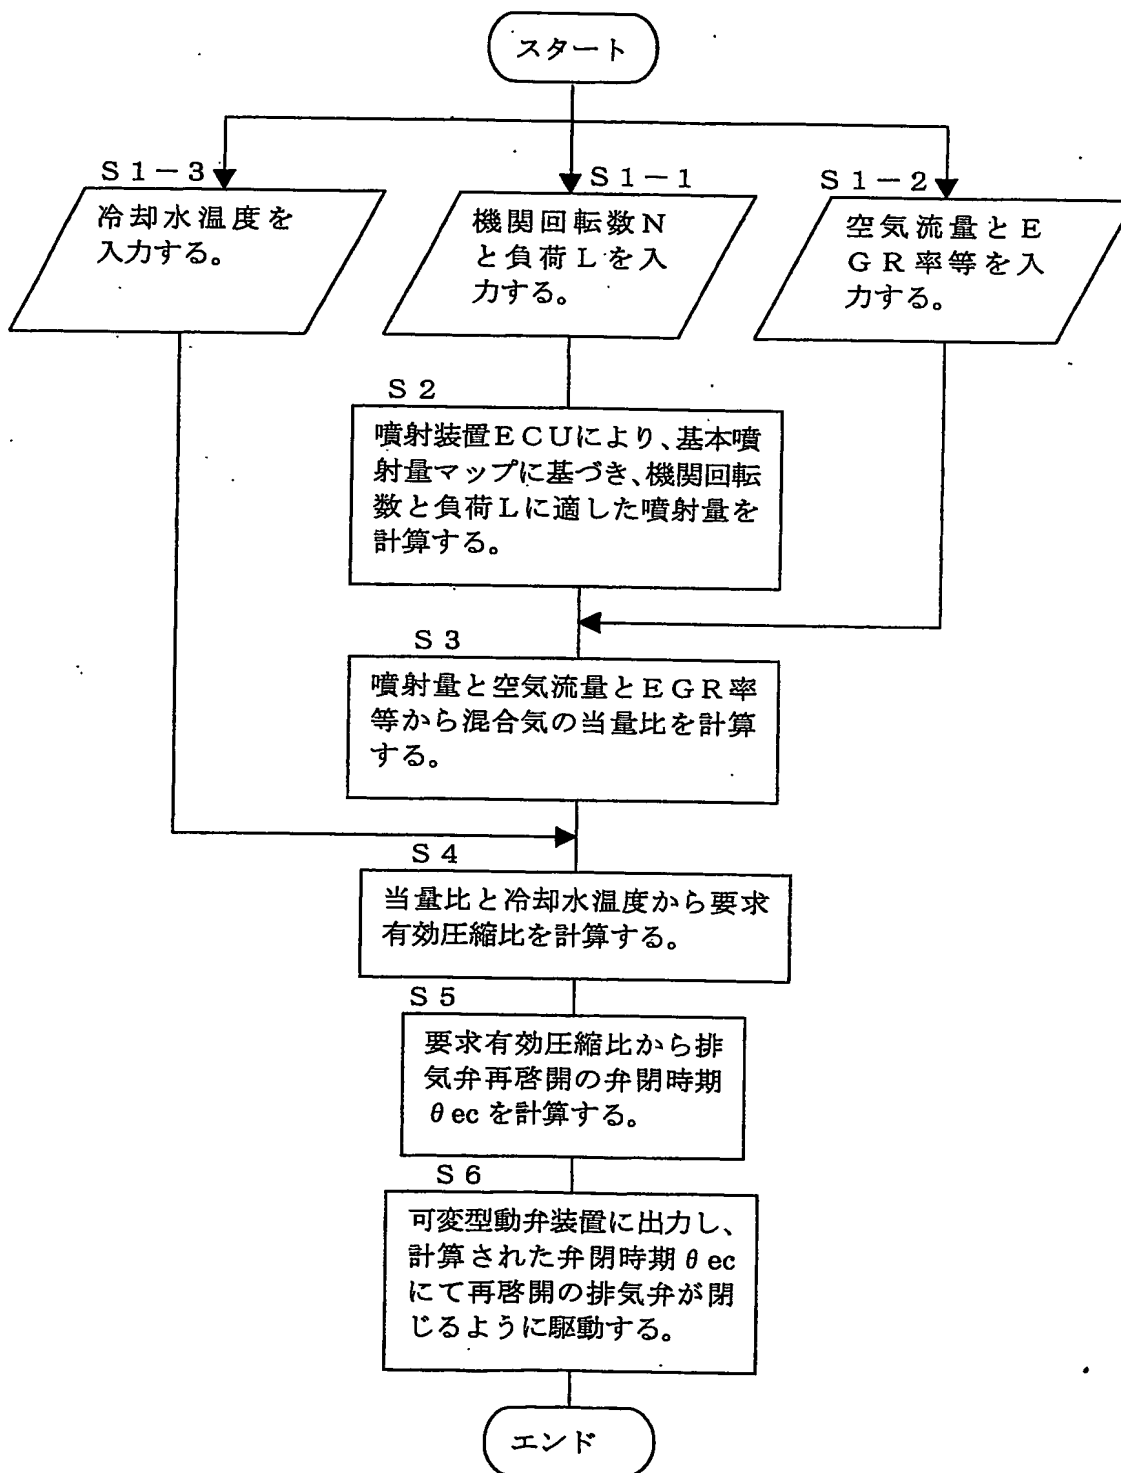 スタート
S1-3
冷却水温度を
入力する。
S1-1
機関回転数N
と負荷Lを入
力する。
S1-2
空気流量とE
GR率等を入
力する。
S2
噴射装置ECUにより、基本噴
射量マップに基づき、機関回転
数と負荷Lに適した噴射量を
計算する。
S3
噴射量と空気流量とEGR率
等から混合気の当量比を計算
する。
S4
当量比と冷却水温度から要求
有効圧縮比を計算する。
S5
要求有効圧縮比から排
気弁再啓開の弁閉時期
θecを計算する。
S6
可変型動弁装置に出力し、
計算された弁閉時期θec
にて再啓開の排気弁が閉
じるように駆動する。
エンド